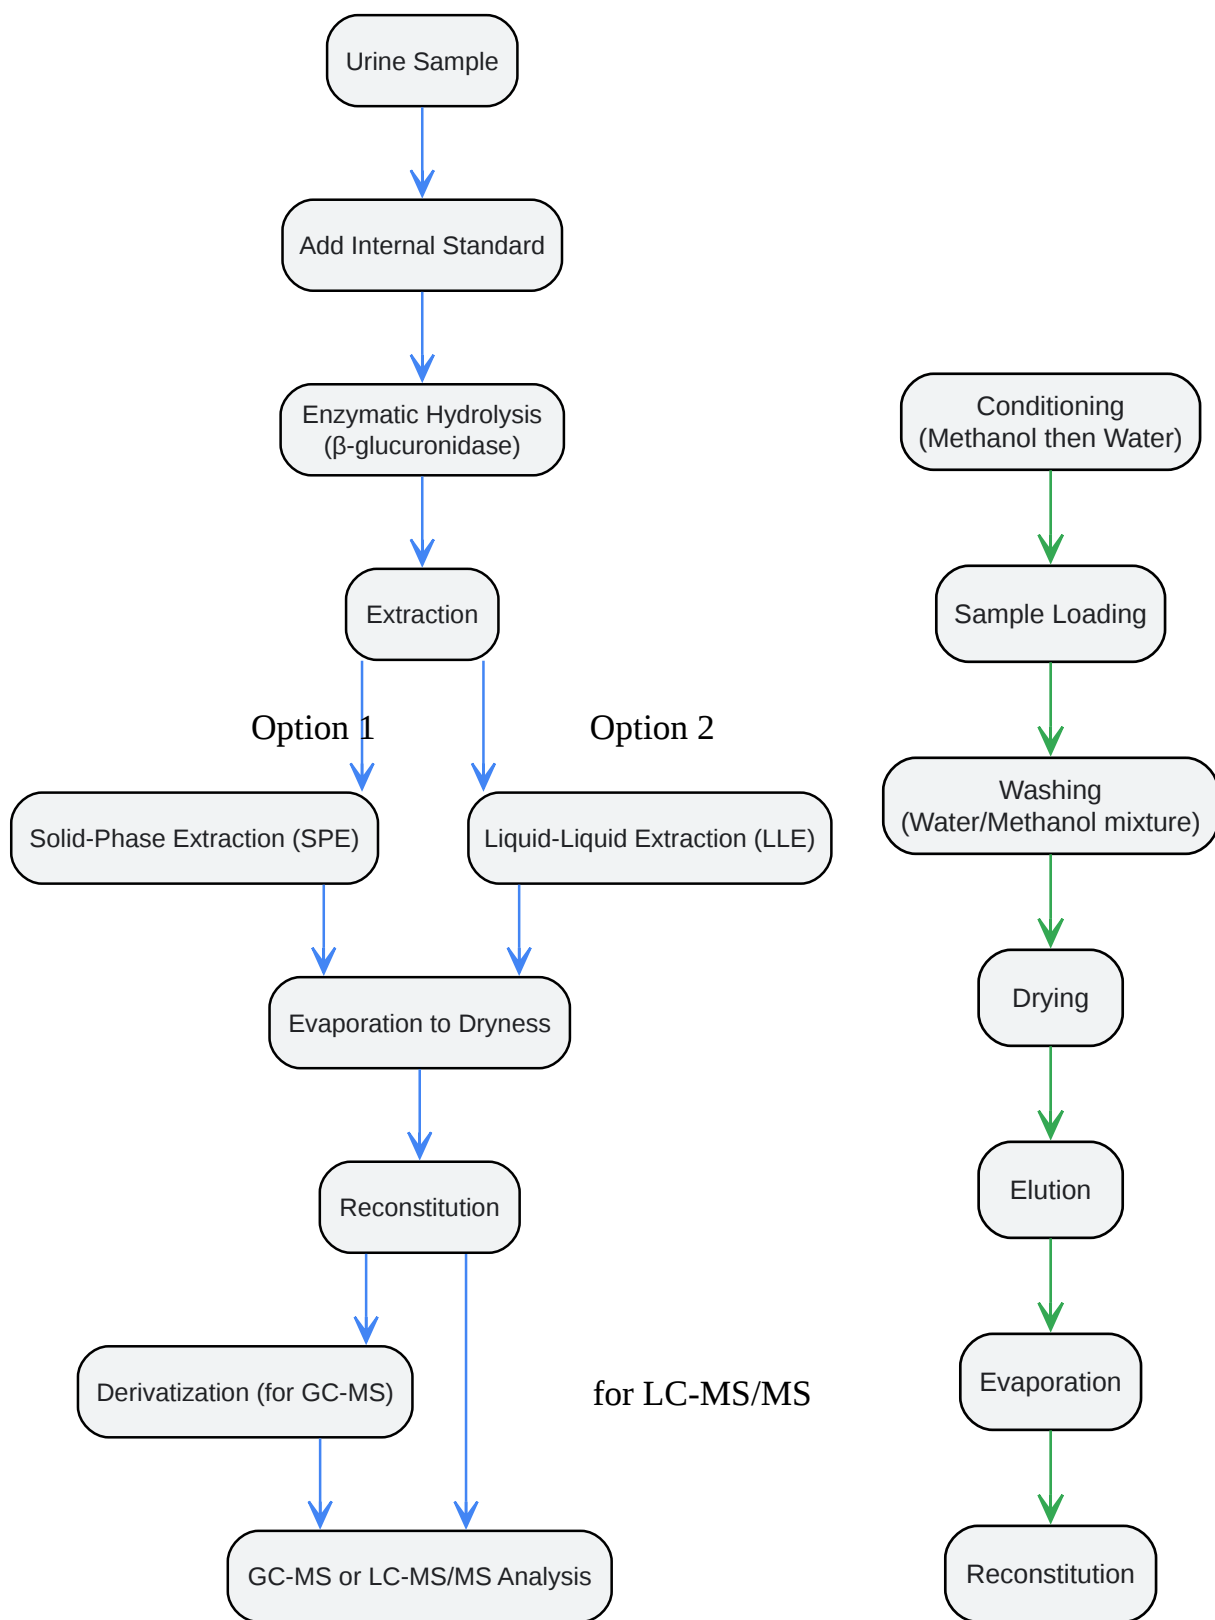 Urine Sample
Add Internal Standard
Enzymatic Hydrolysis
(β-glucuronidase)
Extraction
Option 1
Option 2
Solid-Phase Extraction (SPE)
Liquid-Liquid Extraction (LLE)
Evaporation to Dryness
Reconstitution
Derivatization (for GC-MS)
for LC-MS/MS
GC-MS or LC-MS/MS Analysis
Conditioning
(Methanol then Water)
Sample Loading
Washing
(Water/Methanol mixture)
Drying
Elution
Evaporation
Reconstitution